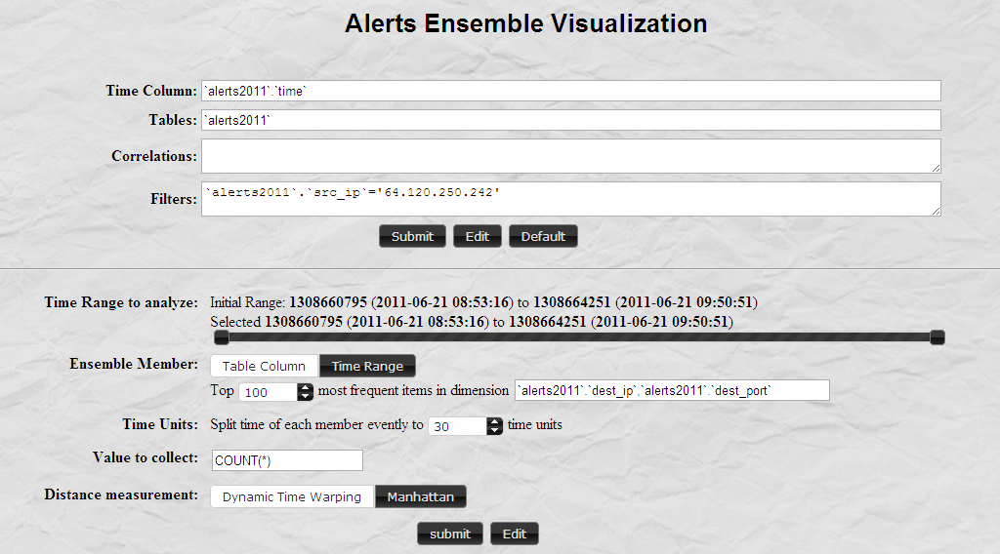 Alerts Ensemble Visualization
Time Column: `alerts2011`.`time`
Tables: `alerts2011`
Correlations:
Filters: `alerts2011`.`src_ip`='64.120.250.242'
Submit Edit Default
Time Range to analyze: Initial Range: 1308660795 (2011-06-21 08:53:16) to 1308664251 (2011-06-21 09:50:51)
Selected 1308660795 (2011-06-21 08:53:16) to 1308664251 (2011-06-21 09:50:51)
Ensemble Member: Table Column Time Range
Top 100 most frequent items in dimension `alerts2011`.`dest_ip`,`alerts2011`.`dest_port`
Time Units: Split time of each member evently to 30 time units
Value to collect: COUNT(*)
Distance measurement: Dynamic Time Warping Manhattan
submit Edit